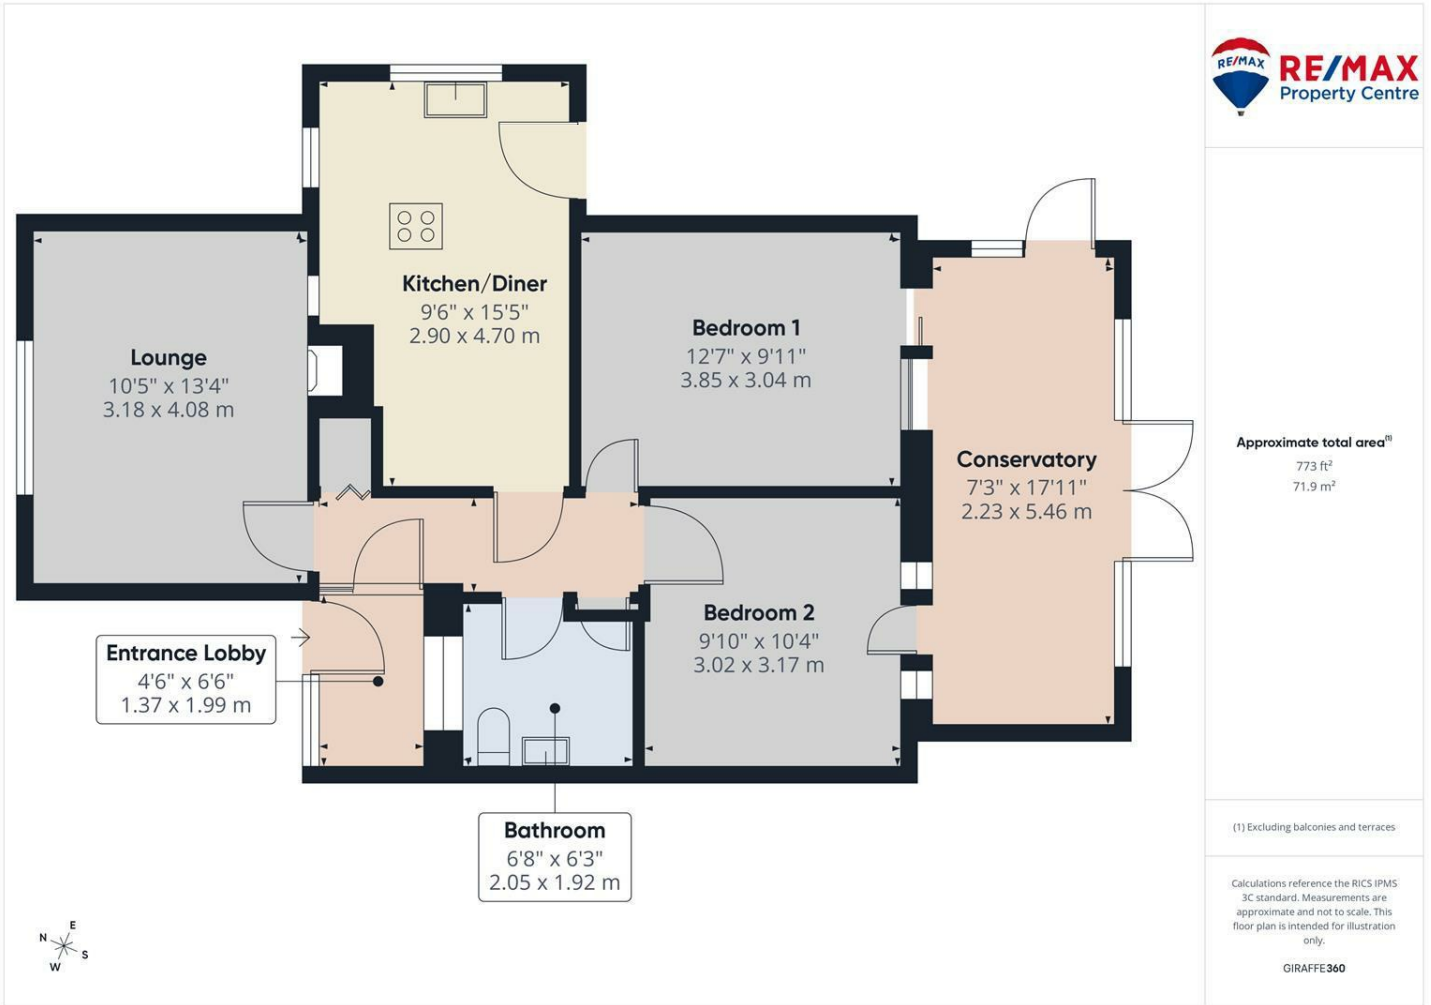 RE/MAX
RE/MAX
Property Centre
Kitchen/Diner
9'6" x 15'5"
2.90 x 4.70 m
Lounge
10'5" x 13'4"
3.18 x 4.08 m
Bedroom 1
12'7" x 9'11"
3.85 x 3.04 m
Conservatory
7'3" x 17'11"
2.23 x 5.46 m
Bedroom 2
9'10" x 10'4"
3.02 x 3.17 m
Entrance Lobby
4'6" x 6'6"
1.37 x 1.99 m
Bathroom
6'8" x 6'3"
2.05 x 1.92 m
N
E
S
W
Approximate total area(1)
773 ft²
71.9 m²
(1) Excluding balconies and terraces
Calculations reference the RICS IPMS
3C standard. Measurements are
approximate and not to scale. This
floor plan is intended for illustration
only.
GIRAFFE360